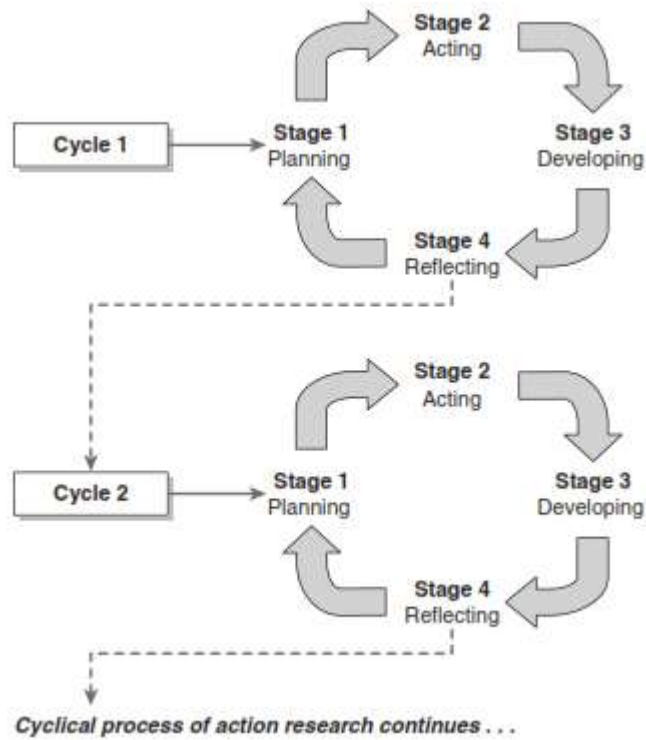 Stage 2
Acting
Cycle 1
Stage 1
Planning
Stage 3
Developing
Stage 4
Reflecting
Stage 2
Acting
Cycle 2
Stage 1
Planning
Stage 3
Developing
Stage 4
Reflecting
Cyclical process of action research continues . . .